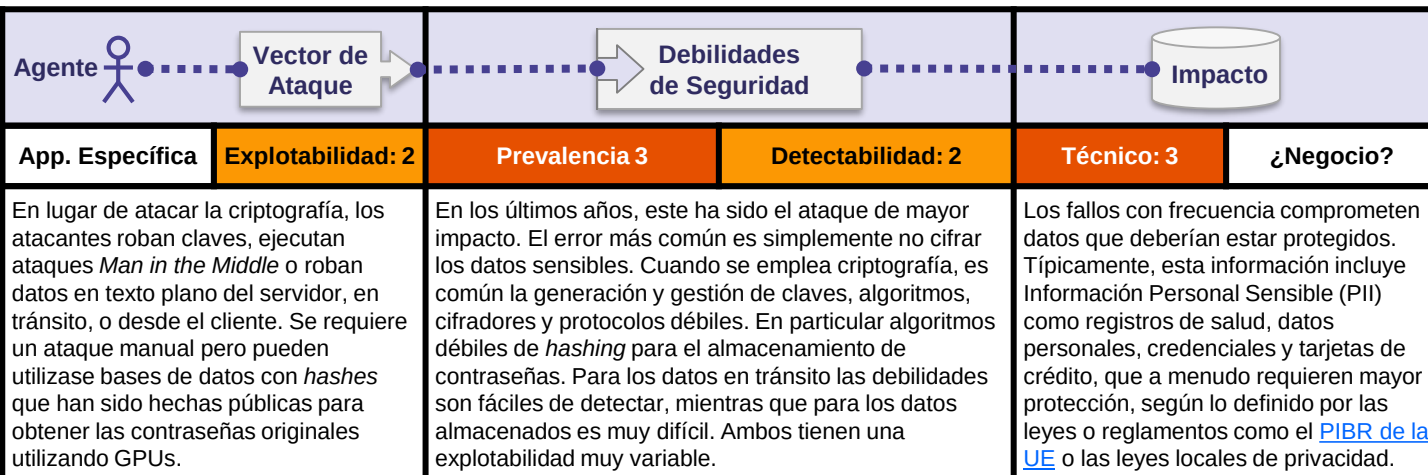 Agente
Vector de
Ataque
Debilidades
de Seguridad
Impacto
App. Específica
Explotabilidad: 2
Prevalencia 3
Detectabilidad: 2
Técnico: 3
¿Negocio?
En lugar de atacar la criptografía, los
atacantes roban claves, ejecutan
ataques Man in the Middle o roban
datos en texto plano del servidor, en
tránsito, o desde el cliente. Se requiere
un ataque manual pero pueden
utilizase bases de datos con hashes
que han sido hechas públicas para
obtener las contraseñas originales
utilizando GPUs.
En los últimos años, este ha sido el ataque de mayor
impacto. El error más común es simplemente no cifrar
los datos sensibles. Cuando se emplea criptografía, es
común la generación y gestión de claves, algoritmos,
cifradores y protocolos débiles. En particular algoritmos
débiles de hashing para el almacenamiento de
contraseñas. Para los datos en tránsito las debilidades
son fáciles de detectar, mientras que para los datos
almacenados es muy difícil. Ambos tienen una
explotabilidad muy variable.
Los fallos con frecuencia comprometen
datos que deberían estar protegidos.
Típicamente, esta información incluye
Información Personal Sensible (PII)
como registros de salud, datos
personales, credenciales y tarjetas de
crédito, que a menudo requieren mayor
protección, según lo definido por las
leyes o reglamentos como el PIBR de la
UE o las leyes locales de privacidad.